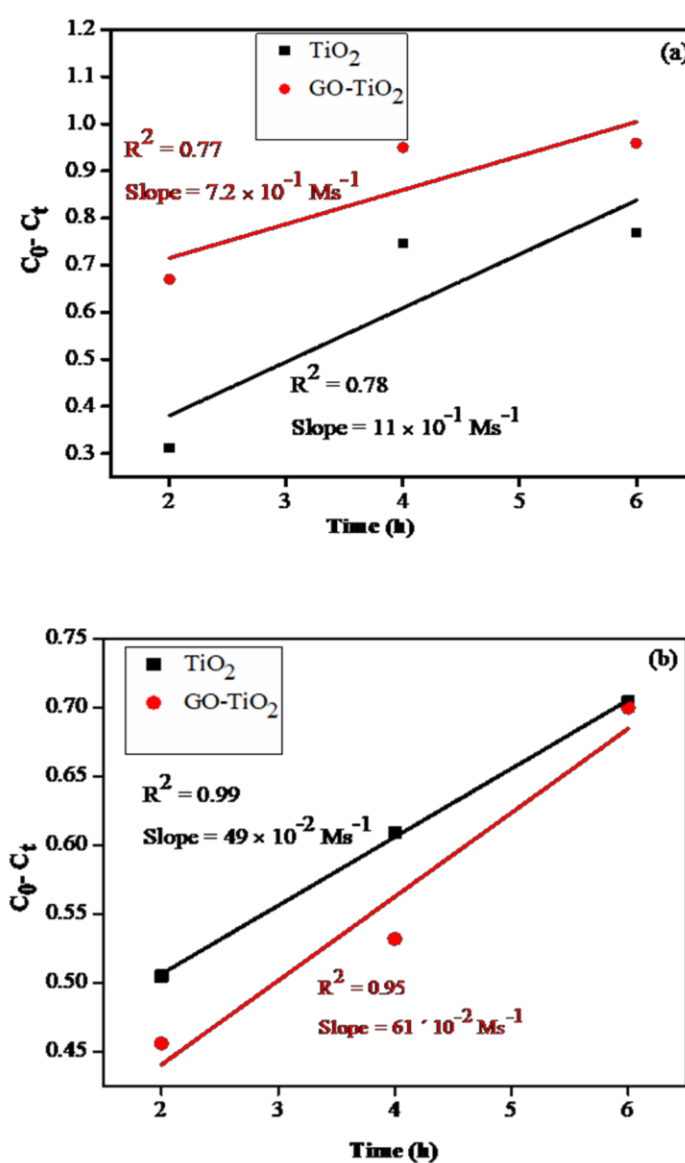 1.2
(a)
TiO₂
1.1
GO-TiO₂
1.0
R² = 0.77
0.9
Slope = 7.2 × 10⁻¹ Ms⁻¹
0.8
C₀- Cₜ
0.7
0.6
0.5
R² = 0.78
0.4
Slope = 11 × 10⁻¹ Ms⁻¹
0.3
2 3 4 5 6
Time (h)
0.75
(b)
TiO₂
GO-TiO₂
0.70
R² = 0.99
0.65
Slope = 49 × 10⁻² Ms⁻¹
C₀- Cₜ
0.60
0.55
R² = 0.95
0.50
Slope = 61 ´ 10⁻² Ms⁻¹
0.45
2 3 4 5 6
Time (h)